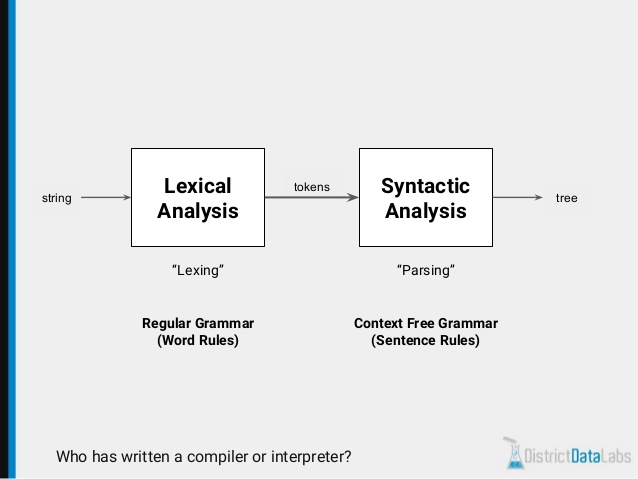 string
Lexical
Analysis
tokens
Syntactic
Analysis
tree
“Lexing”
“Parsing”
Regular Grammar
(Word Rules)
Context Free Grammar
(Sentence Rules)
Who has written a compiler or interpreter?
DistrictDataLabs